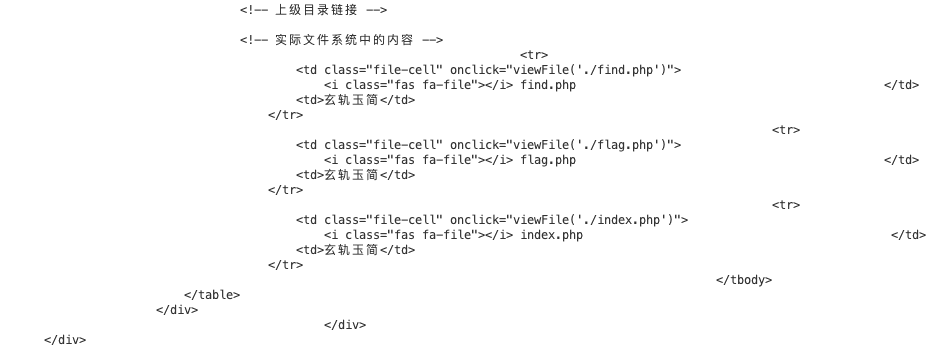 <!-- 上级目录链接 -->
<!-- 实际文件系统中的内容 -->
<tr>
<td class="file-cell" onclick="viewFile('./find.php')">
<i class="fas fa-file"></i> find.php </td>
<td>玄轨玉简</td>
</tr>
<tr>
<td class="file-cell" onclick="viewFile('./flag.php')">
<i class="fas fa-file"></i> flag.php </td>
<td>玄轨玉简</td>
</tr>
<tr>
<td class="file-cell" onclick="viewFile('./index.php')">
<i class="fas fa-file"></i> index.php </td>
<td>玄轨玉简</td>
</tr>
</tbody>
</table>
</div>
</div>
</div>